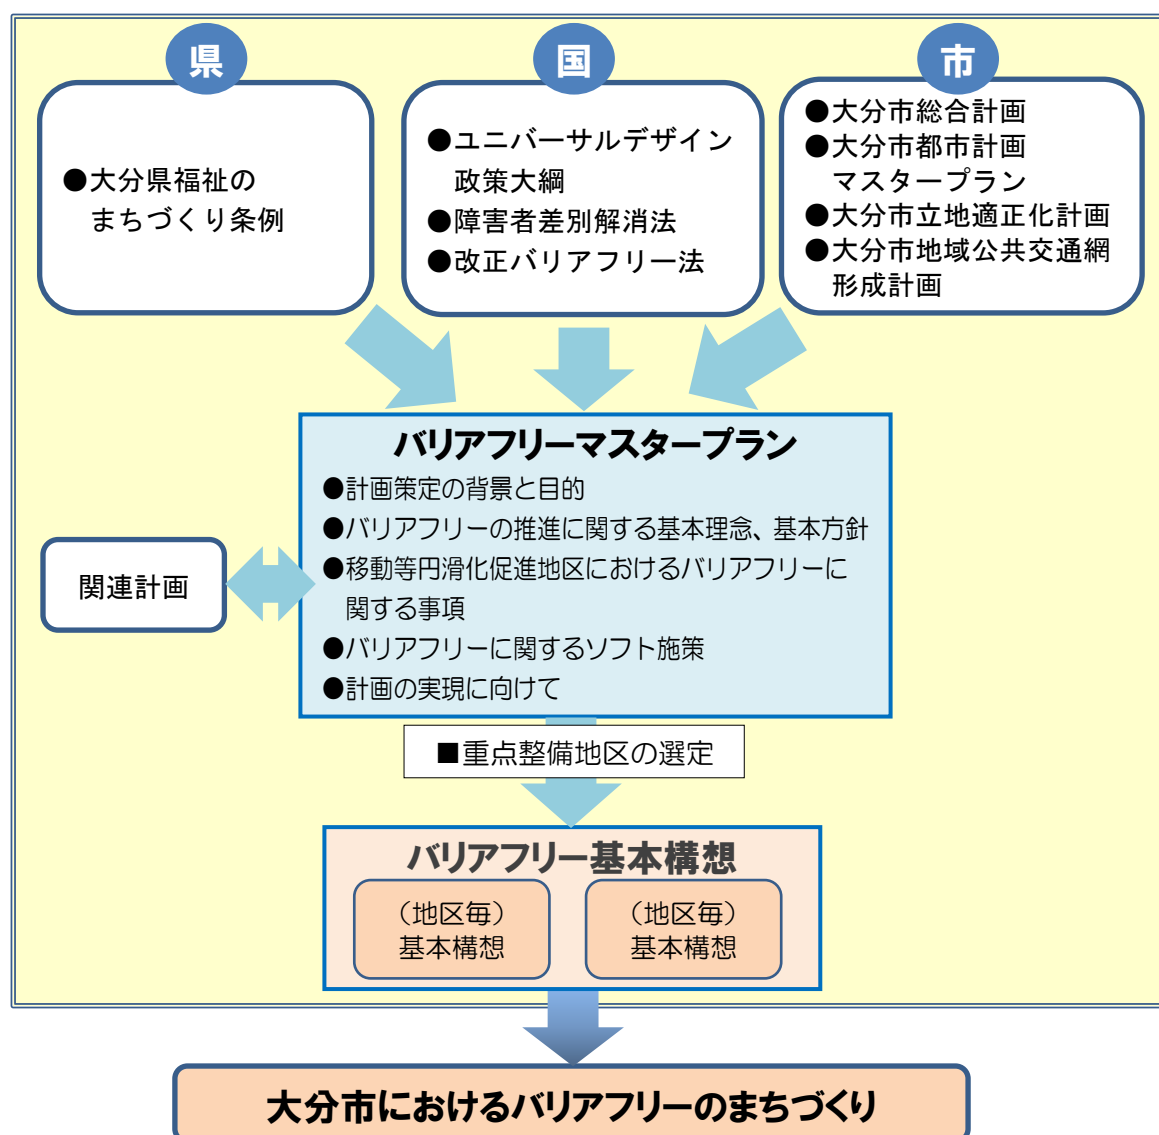 県
●大分県福祉の
まちづくり条例
国
●ユニバーサルデザイン
政策大綱
●障害者差別解消法
●改正バリアフリー法
市
●大分市総合計画
●大分市都市計画
マスタープラン
●大分市立地適正化計画
●大分市地域公共交通網
形成計画
バリアフリーマスタープラン
●計画策定の背景と目的
●バリアフリーの推進に関する基本理念、基本方針
●移動等円滑化促進地区におけるバリアフリーに
関する事項
●バリアフリーに関するソフト施策
●計画の実現に向けて
関連計画
■重点整備地区の選定
バリアフリー基本構想
（地区毎）
基本構想
（地区毎）
基本構想
大分市におけるバリアフリーのまちづくり